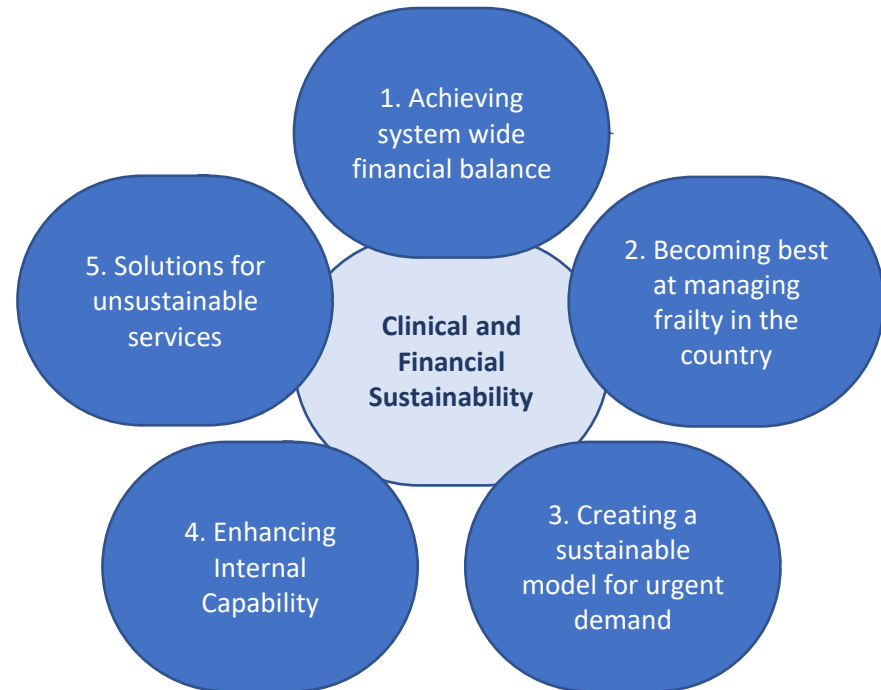 1. Achieving
system wide
financial balance
2. Becoming best
at managing
frailty in the
country
3. Creating a
sustainable
model for urgent
demand
4. Enhancing
Internal
Capability
5. Solutions for
unsustainable
services
Clinical and
Financial
Sustainability